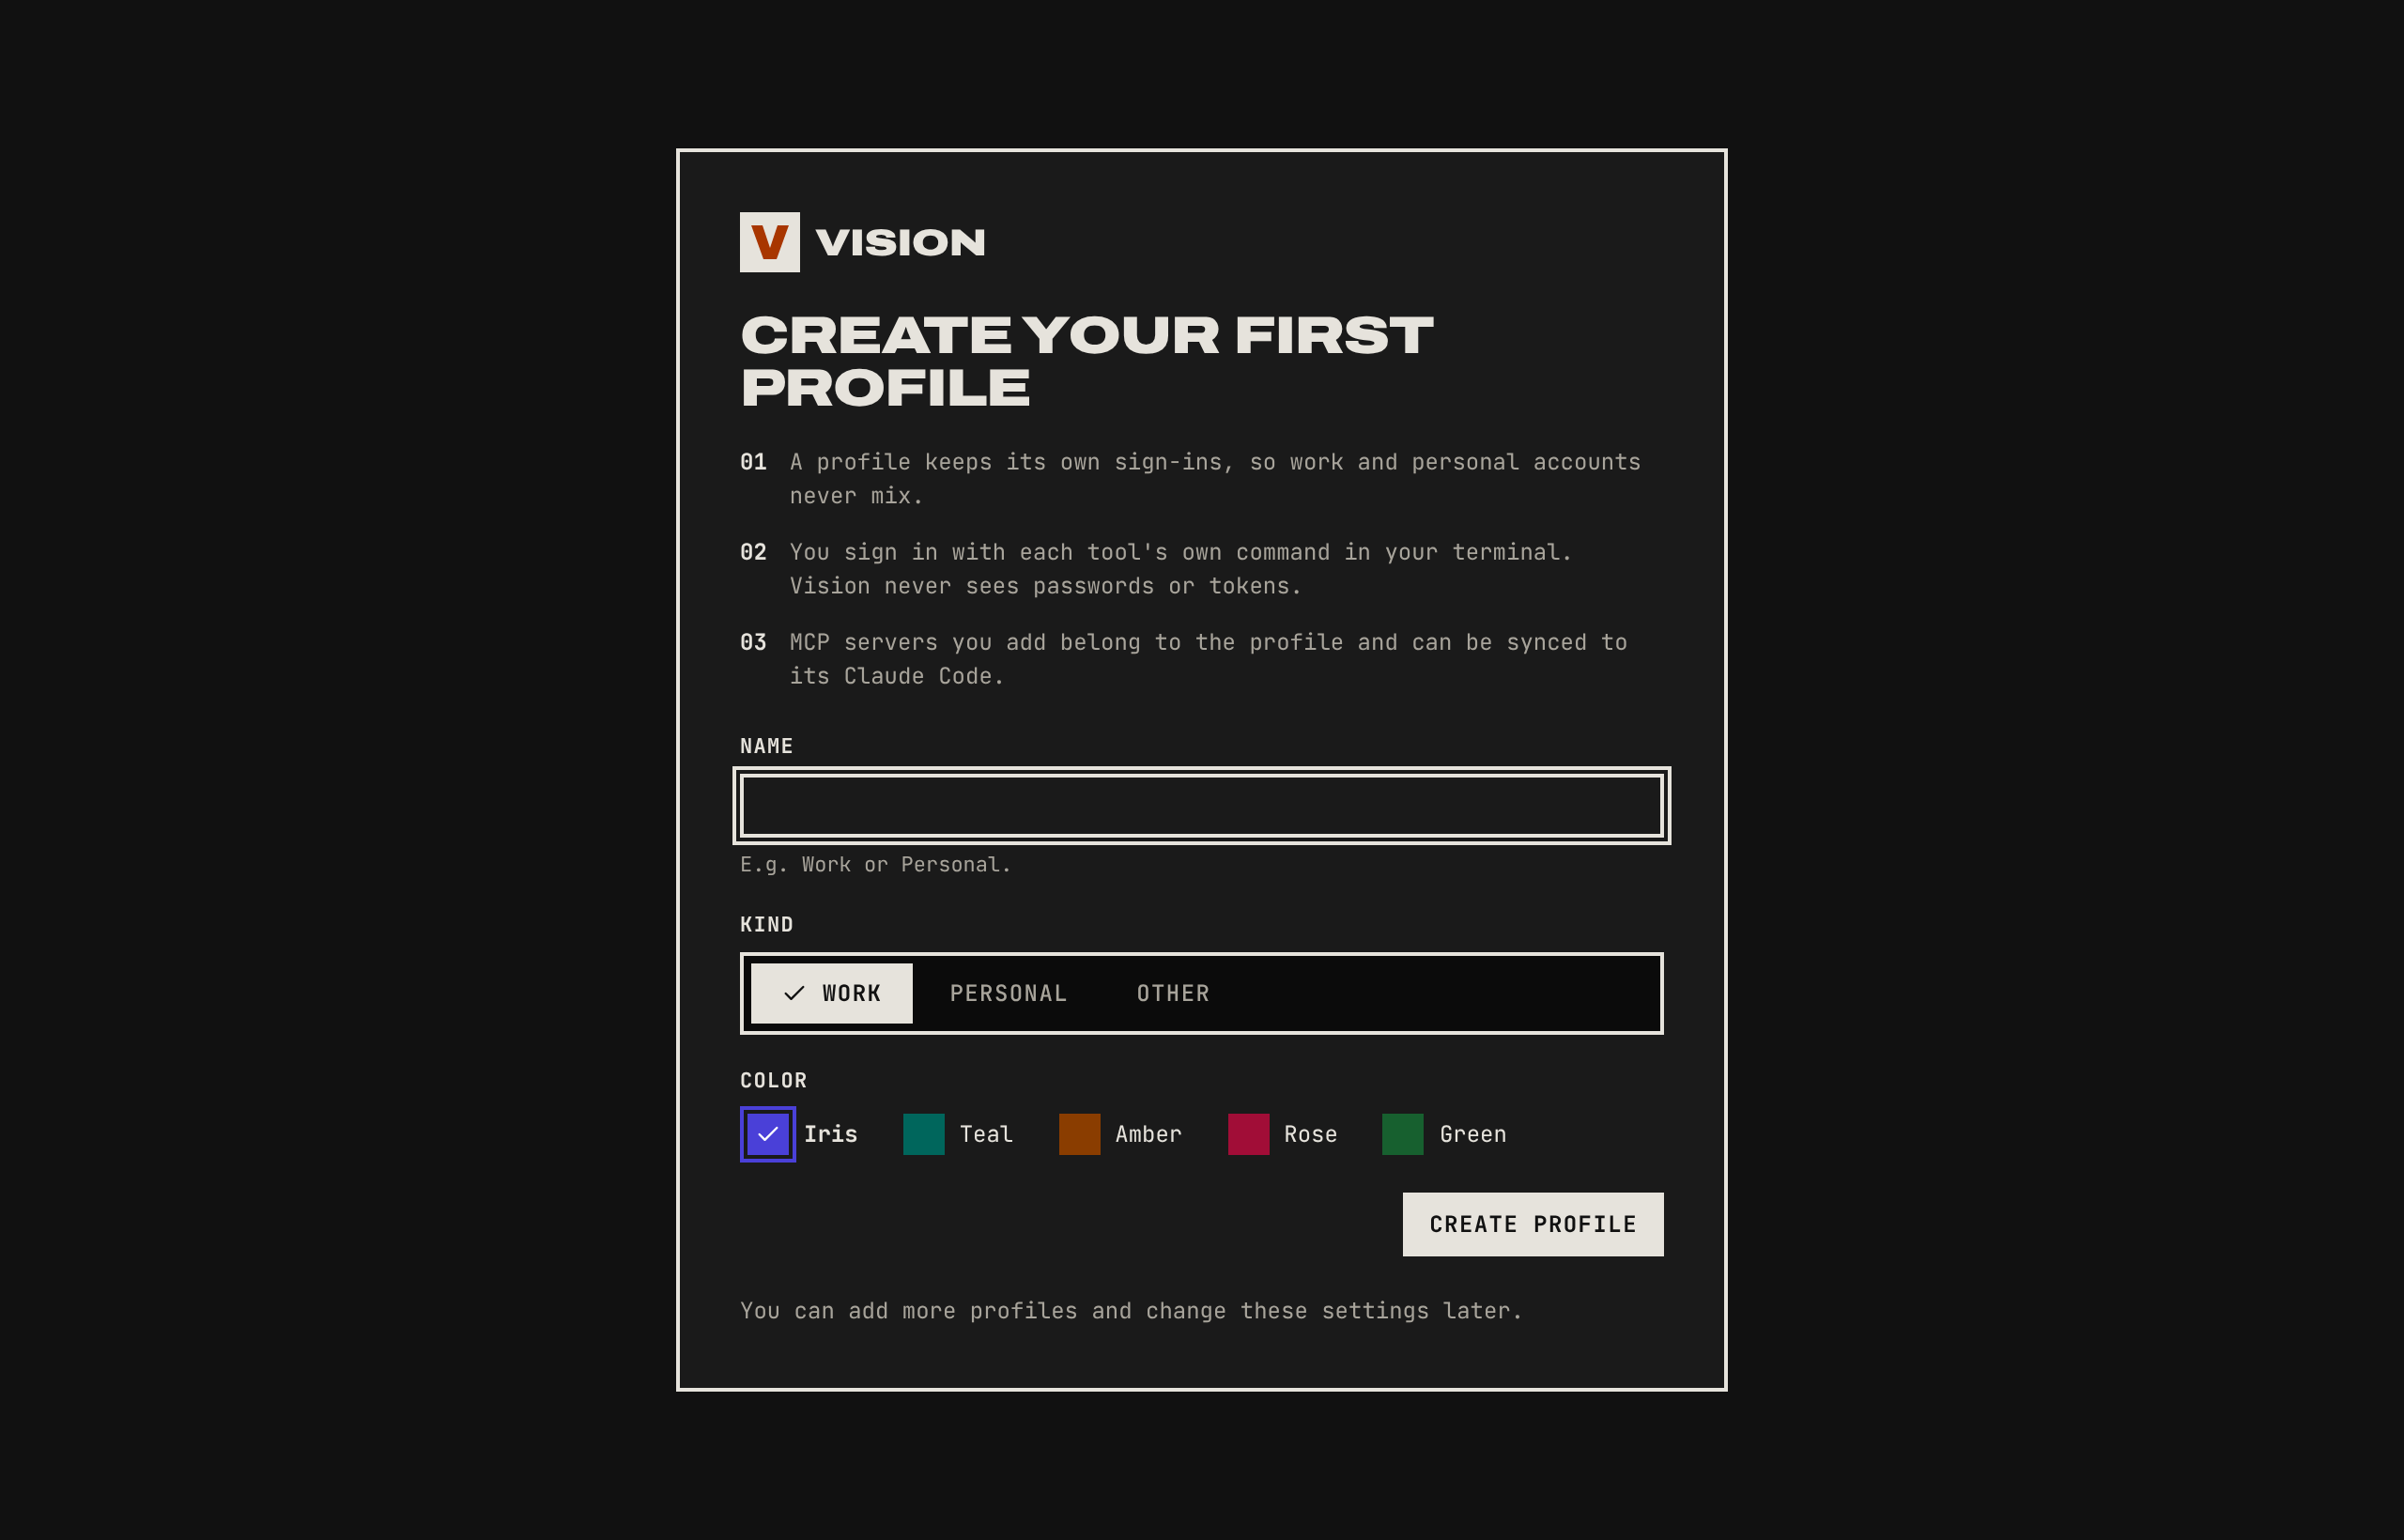 V VISION
CREATE YOUR FIRST
PROFILE
01 A profile keeps its own sign-ins, so work and personal accounts
never mix.
02 You sign in with each tool's own command in your terminal.
Vision never sees passwords or tokens.
03 MCP servers you add belong to the profile and can be synced to
its Claude Code.
NAME
E.g. Work or Personal.
KIND
WORK PERSONAL OTHER
COLOR
Iris Teal Amber Rose Green
CREATE PROFILE
You can add more profiles and change these settings later.